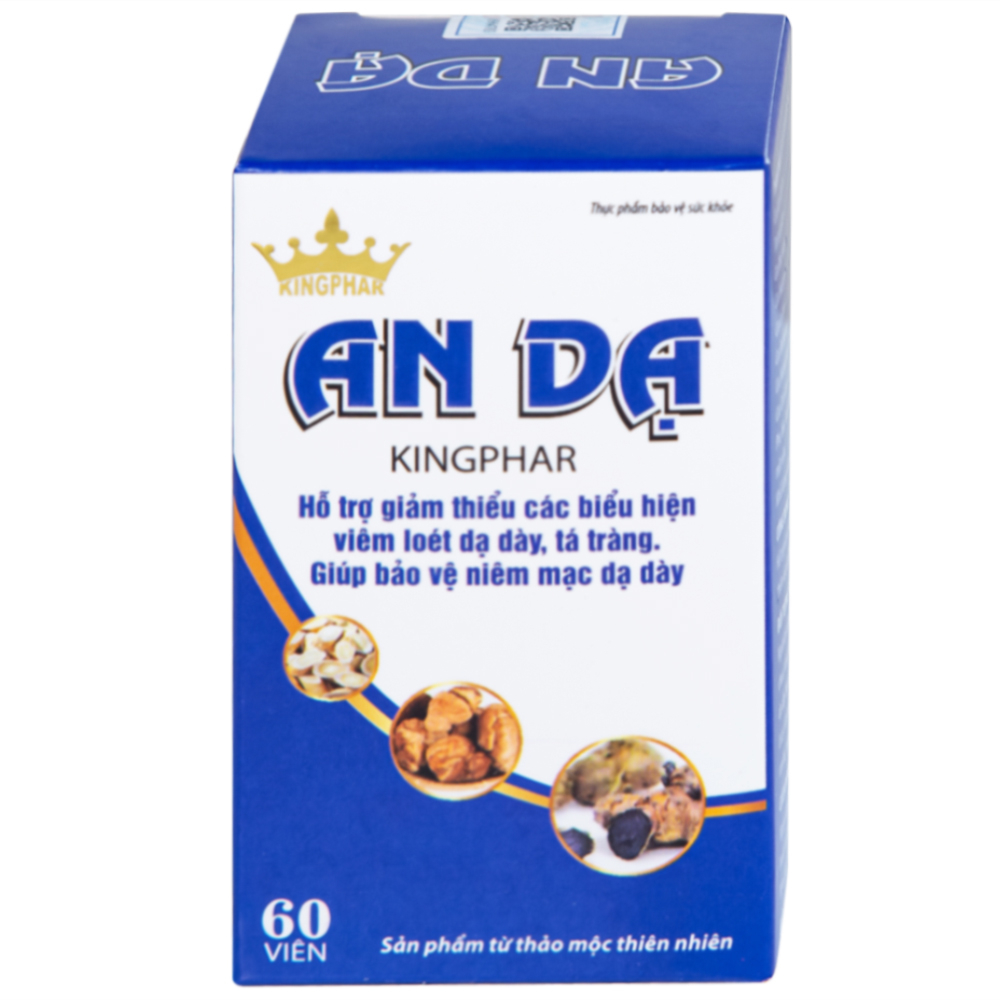 AN DẠ
Thực phẩm bảo vệ sức khỏe
KINGPHAR
AN DẠ
KINGPHAR
Hỗ trợ giảm thiểu các biểu hiện
viêm loét dạ dày, tá tràng.
Giúp bảo vệ niêm mạc dạ dày
60
VIÊN
Sản phẩm từ thảo mộc thiên nhiên